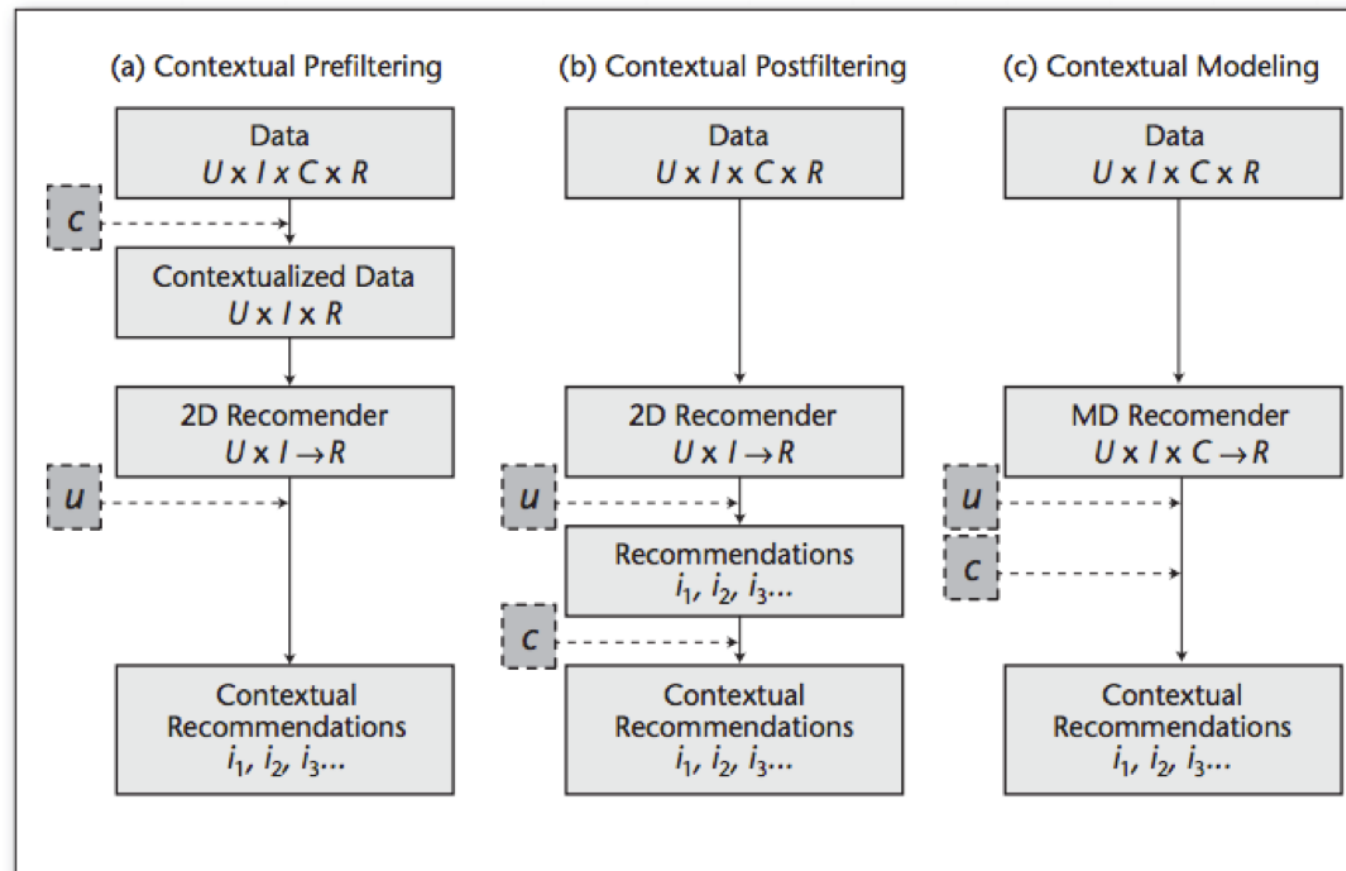 (a) Contextual Prefiltering
Data
U x I x C x R
c
Contextualized Data
U x I x R
2D Recomender
U x I → R
u
Contextual
Recommendations
i₁, i₂, i₃...
(b) Contextual Postfiltering
Data
U x I x C x R
2D Recomender
U x I → R
u
Recommendations
i₁, i₂, i₃...
c
Contextual
Recommendations
i₁, i₂, i₃...
(c) Contextual Modeling
Data
U x I x C x R
MD Recomender
U x I x C → R
u
c
Contextual
Recommendations
i₁, i₂, i₃...